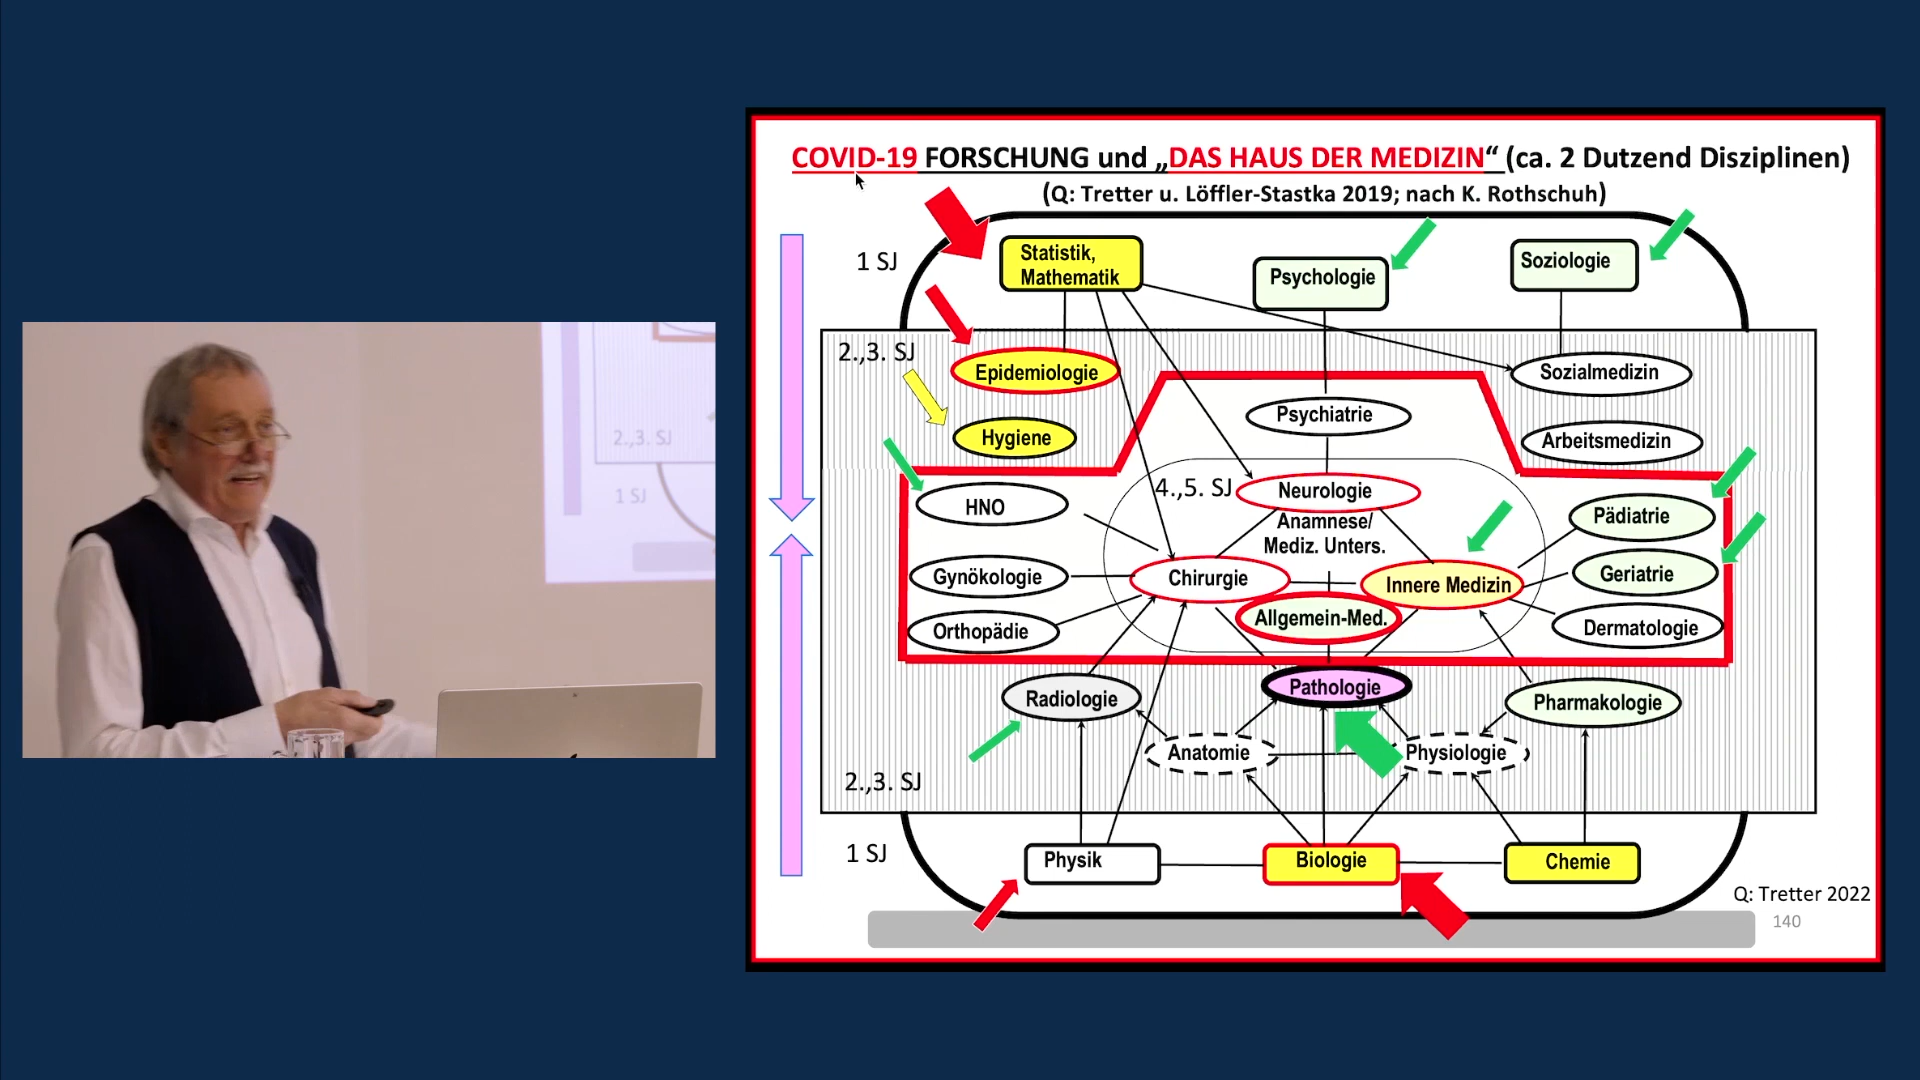 COVID-19 FORSCHUNG und „DAS HAUS DER MEDIZIN“ (ca. 2 Dutzend Disziplinen)
(Q: Tretter u. Löffler-Stastka 2019; nach K. Rothschuh)
1 SJ
Statistik,
Mathematik
Psychologie
Soziologie
2.,3. SJ
Epidemiologie
Sozialmedizin
Hygiene
Psychiatrie
Arbeitsmedizin
HNO
4.,5. SJ
Neurologie
Anamnese/
Mediz. Unters.
Pädiatrie
Gynökologie
Chirurgie
Innere Medizin
Geriatrie
Orthopädie
Allgemein-Med.
Dermatologie
Radiologie
Pathologie
Pharmakologie
Anatomie
Physiologie
2.,3. SJ
1 SJ
Physik
Biologie
Chemie
Q: Tretter 2022
140
2.,3. SJ
1 SJ